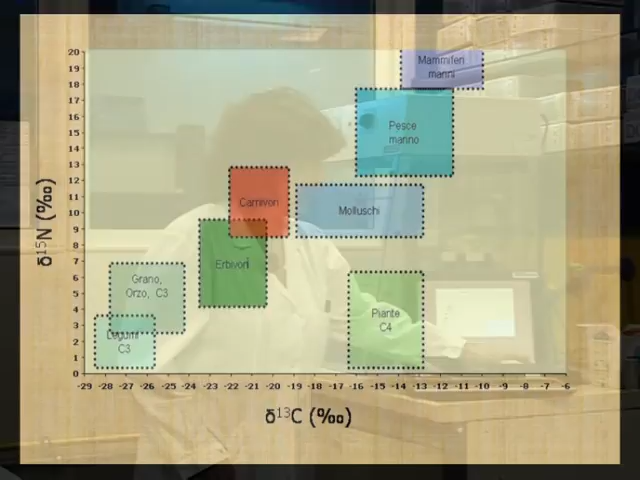 20
19
18
17
16
15
14
13
12
11
10
9
8
7
6
5
4
3
2
1
0
-29 -28 -27 -26 -25 -24 -23 -22 -21 -20 -19 -18 -17 -16 -15 -14 -13 -12 -11 -10 -9 -8 -7 -6
δ¹⁵N (‰)
δ¹³C (‰)
Mammiferi
marini
Pesce
marino
Carnivori
Molluschi
Erbivori
Grano,
Orzo, C3
Legumi
C3
Piante
C4